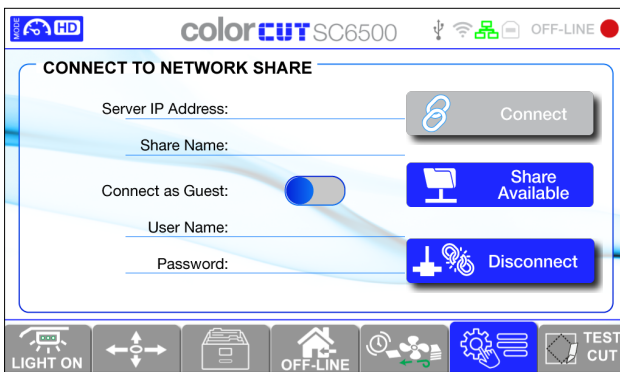 MODE HD colorCUT SC6500 OFF-LINE
CONNECT TO NETWORK SHARE
Server IP Address:
Connect
Share Name:
Share
Available
Connect as Guest:
User Name:
Password:
Disconnect
LIGHT ON
OFF-LINE
TEST
CUT